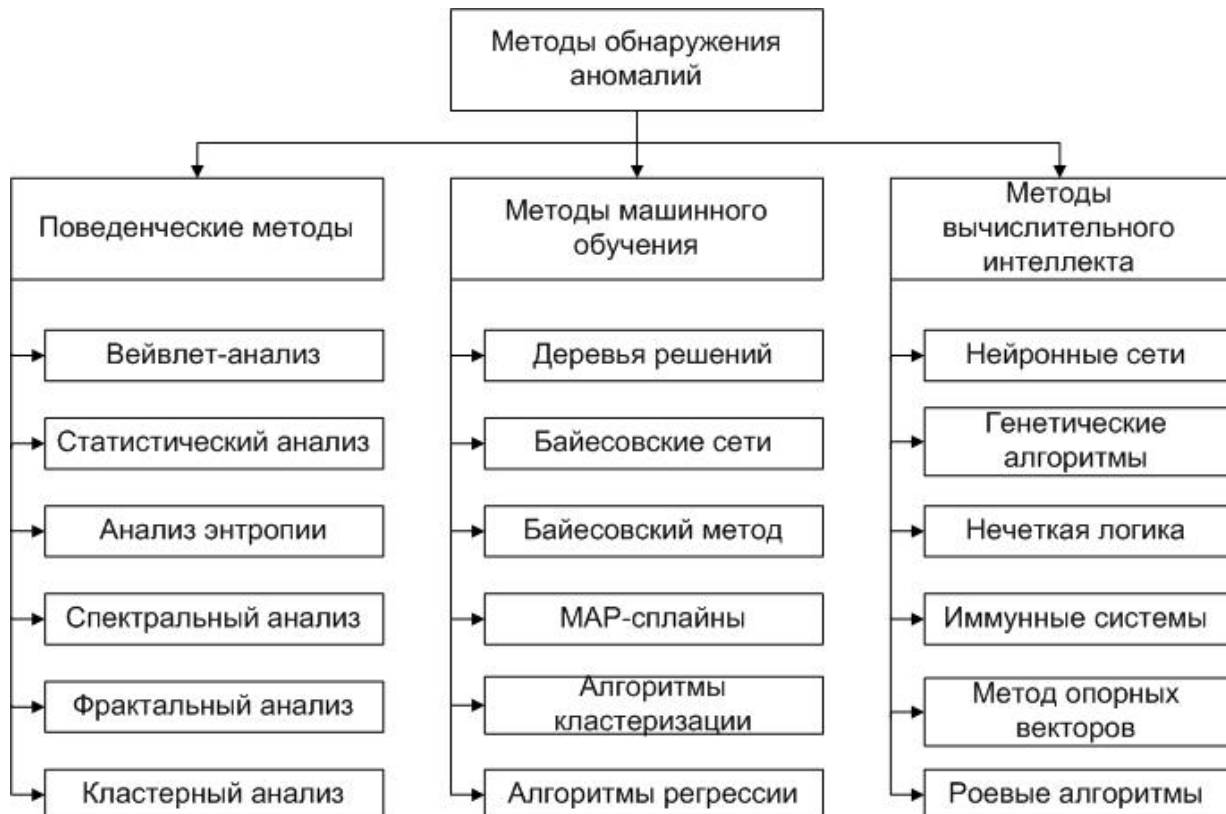 Методы обнаружения
аномалий
Поведенческие методы
Вейвлет-анализ
Статистический анализ
Анализ энтропии
Спектральный анализ
Фрактальный анализ
Кластерный анализ
Методы машинного
обучения
Деревья решений
Байесовские сети
Байесовский метод
МАР-сплайны
Алгоритмы
кластеризации
Алгоритмы регрессии
Методы
вычислительного
интеллекта
Нейронные сети
Генетические
алгоритмы
Нечеткая логика
Иммунные системы
Метод опорных
векторов
Роевые алгоритмы